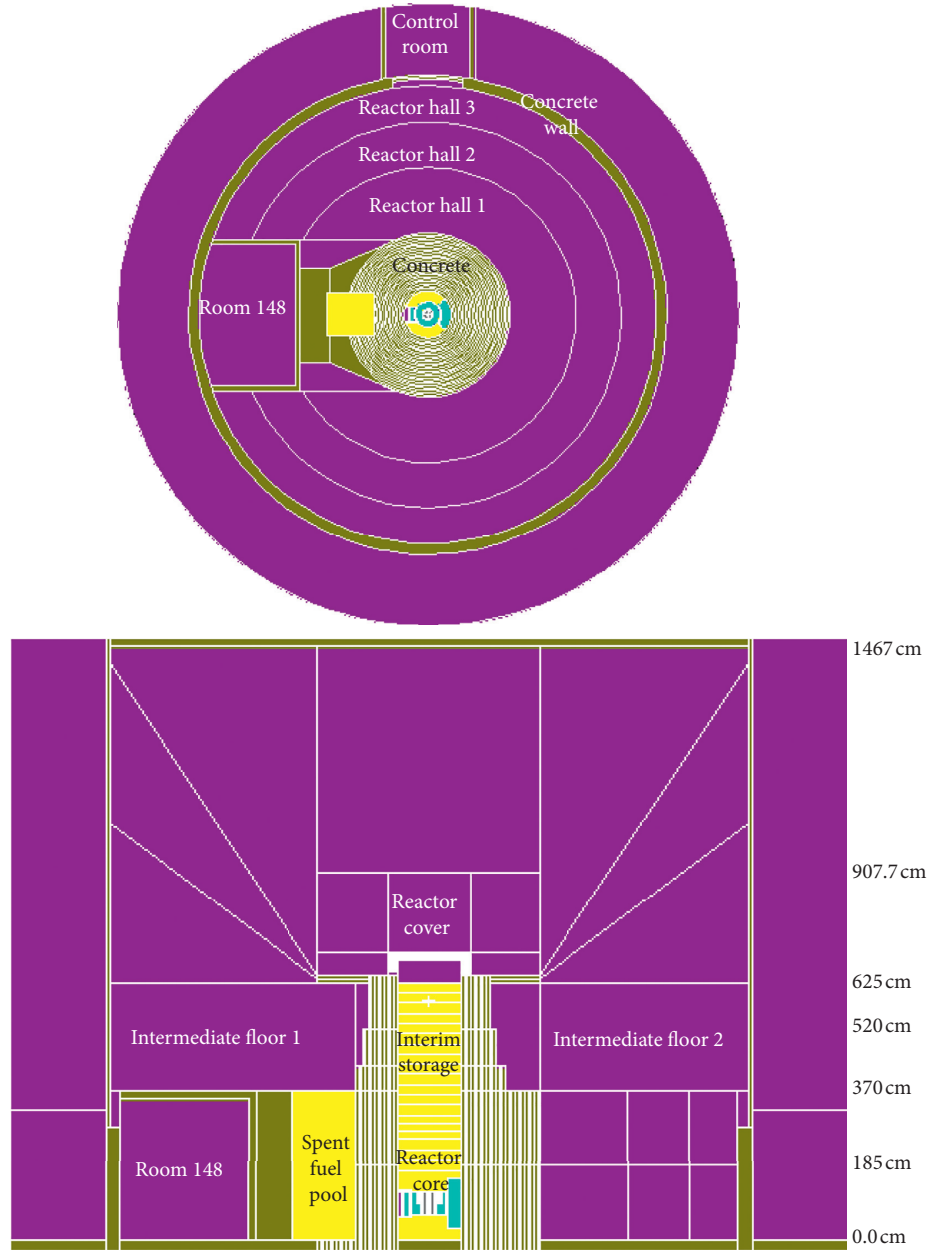 Control
room
Reactor hall 3
Concrete
wall
Reactor hall 2
Reactor hall 1
Concrete
Room 148
1467 cm
907.7 cm
Reactor
cover
625 cm
520 cm
Intermediate floor 1
Interim
storage
Intermediate floor 2
370 cm
Spent
fuel
pool
Room 148
Reactor
core
185 cm
0.0 cm